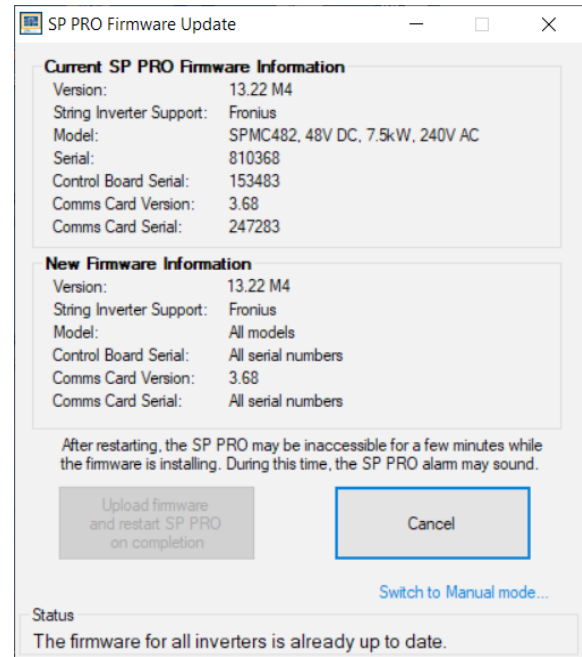 SP PRO Firmware Update
Current SP PRO Firmware Information
Version: 13.22 M4
String Inverter Support: Fronius
Model: SPMC482, 48V DC, 7.5kW, 240V AC
Serial: 810368
Control Board Serial: 153483
Comms Card Version: 3.68
Comms Card Serial: 247283
New Firmware Information
Version: 13.22 M4
String Inverter Support: Fronius
Model: All models
Control Board Serial: All serial numbers
Comms Card Version: 3.68
Comms Card Serial: All serial numbers
After restarting, the SP PRO may be inaccessible for a few minutes while
the firmware is installing. During this time, the SP PRO alarm may sound.
Upload firmware
and restart SP PRO
on completion
Cancel
Switch to Manual mode...
Status
The firmware for all inverters is already up to date.